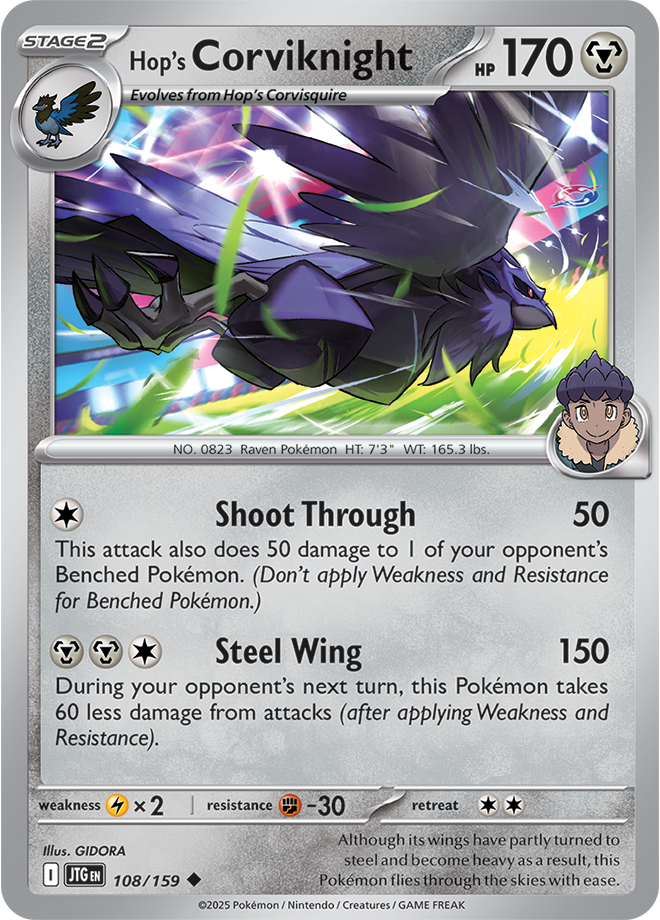 STAGE2
Hop's Corviknight HP 170
Evolves from Hop's Corvisquire
NO. 0823 Raven Pokémon HT: 7'3" WT: 165.3 lbs.
Shoot Through 50
This attack also does 50 damage to 1 of your opponent's
Benched Pokémon. (Don't apply Weakness and Resistance
for Benched Pokémon.)
Steel Wing 150
During your opponent's next turn, this Pokémon takes
60 less damage from attacks (after applying Weakness and
Resistance).
weakness ×2 resistance -30 retreat
Illus. GIDORA
I JTG EN 108/159
Although its wings have partly turned to
steel and become heavy as a result, this
Pokémon flies through the skies with ease.
©2025 Pokémon / Nintendo / Creatures / GAME FREAK